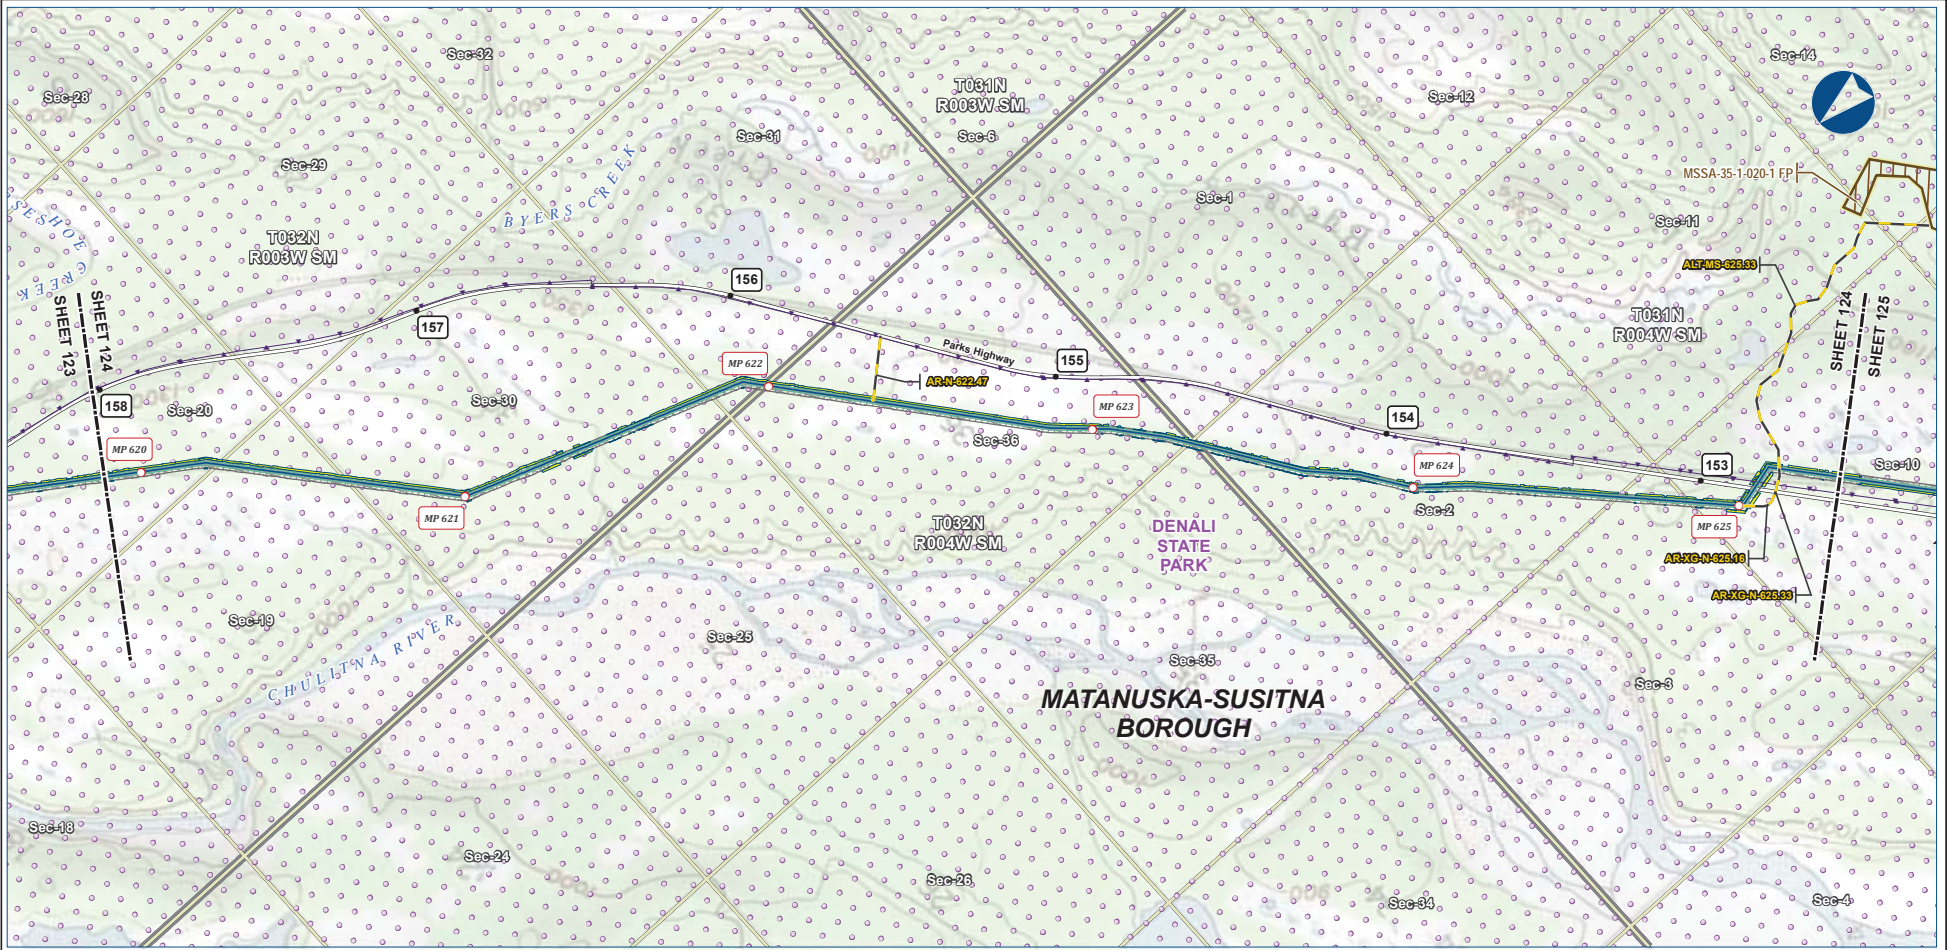 Sec-32
Sec-14
Sec-28
T031N
R003W SM
Sec-12
Sec-31
Sec-6
Sec-29
MSSA-35-1-020-1 FP
Sec-1
BYERS CREEK
Sec-11
SESHOE
CREEK
T032N
R003W SM
ALT-MS-625.33
156
SHEET 123
SHEET 124
157
T031N
R004W SM
SHEET 124
SHEET 125
Parks Highway
155
MP 622
AR-N-622.47
158
Sec-20
Sec-30
MP 623
154
Sec-36
MP 620
MP 624
153
Sec-10
MP 621
Sec-2
T032N
R004W SM
DENALI
STATE
PARK
MP 625
AR-XG-N-625.16
AR-XG-N-625.33
Sec-19
CHULITNA RIVER
Sec-25
Sec-35
Sec-3
MATANUSKA-SUSITNA
BOROUGH
Sec-18
Sec-24
Sec-26
Sec-34
Sec-4
1000
1000
1000
900
1100
Byers